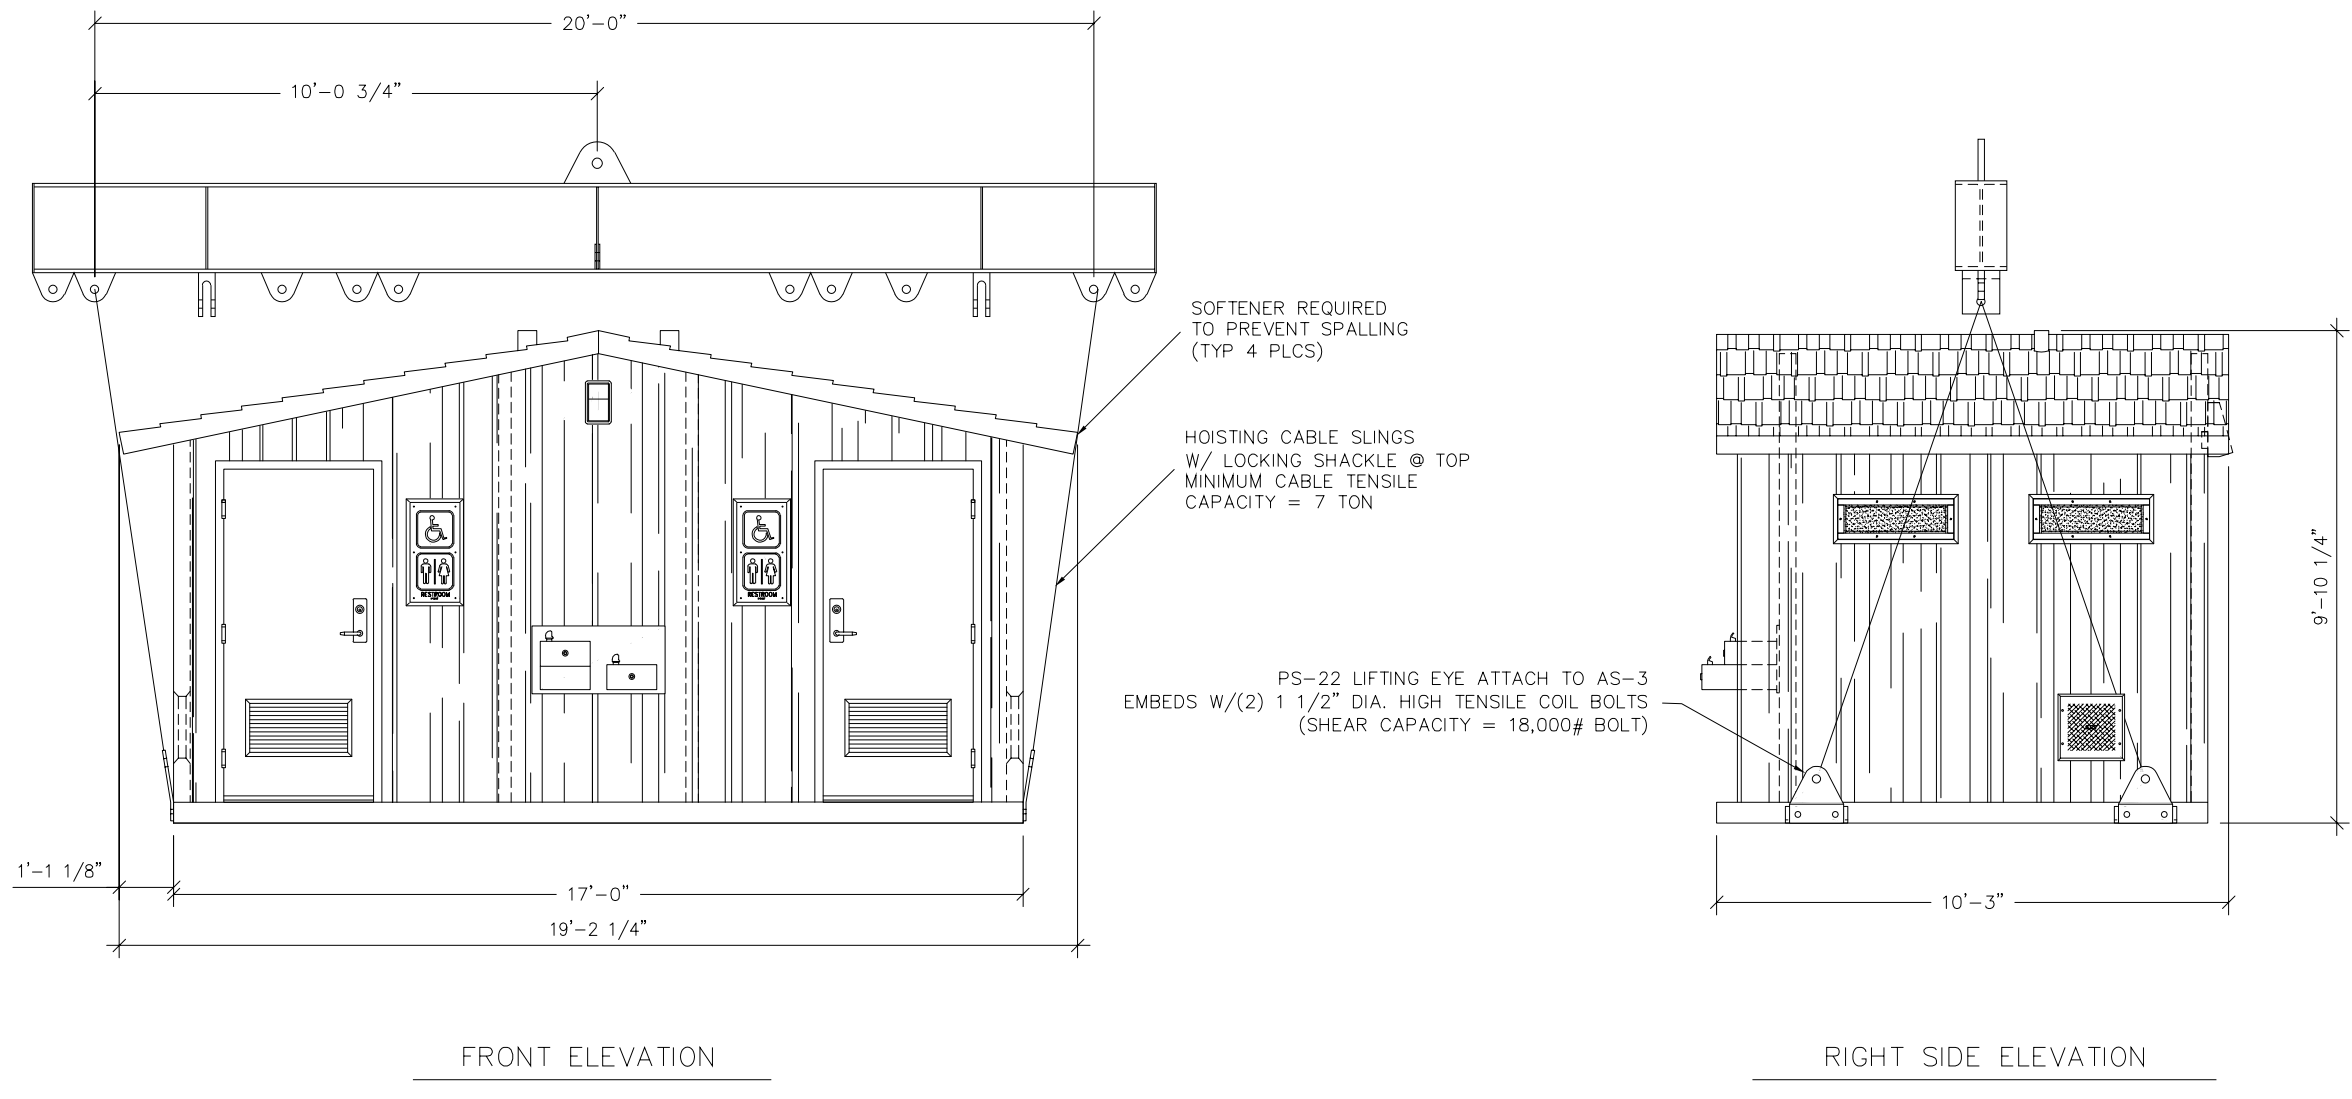 20'-0"
10'-0 3/4"
SOFTENER REQUIRED
TO PREVENT SPALLING
(TYP 4 PLCS)
HOISTING CABLE SLINGS
W/ LOCKING SHACKLE @ TOP
MINIMUM CABLE TENSILE
CAPACITY = 7 TON
RESTROOM
RESTROOM
PS-22 LIFTING EYE ATTACH TO AS-3
EMBEDS W/(2) 1 1/2" DIA. HIGH TENSILE COIL BOLTS
(SHEAR CAPACITY = 18,000# BOLT)
9'-10 1/4"
1'-1 1/8"
17'-0"
19'-2 1/4"
10'-3"
FRONT ELEVATION
RIGHT SIDE ELEVATION